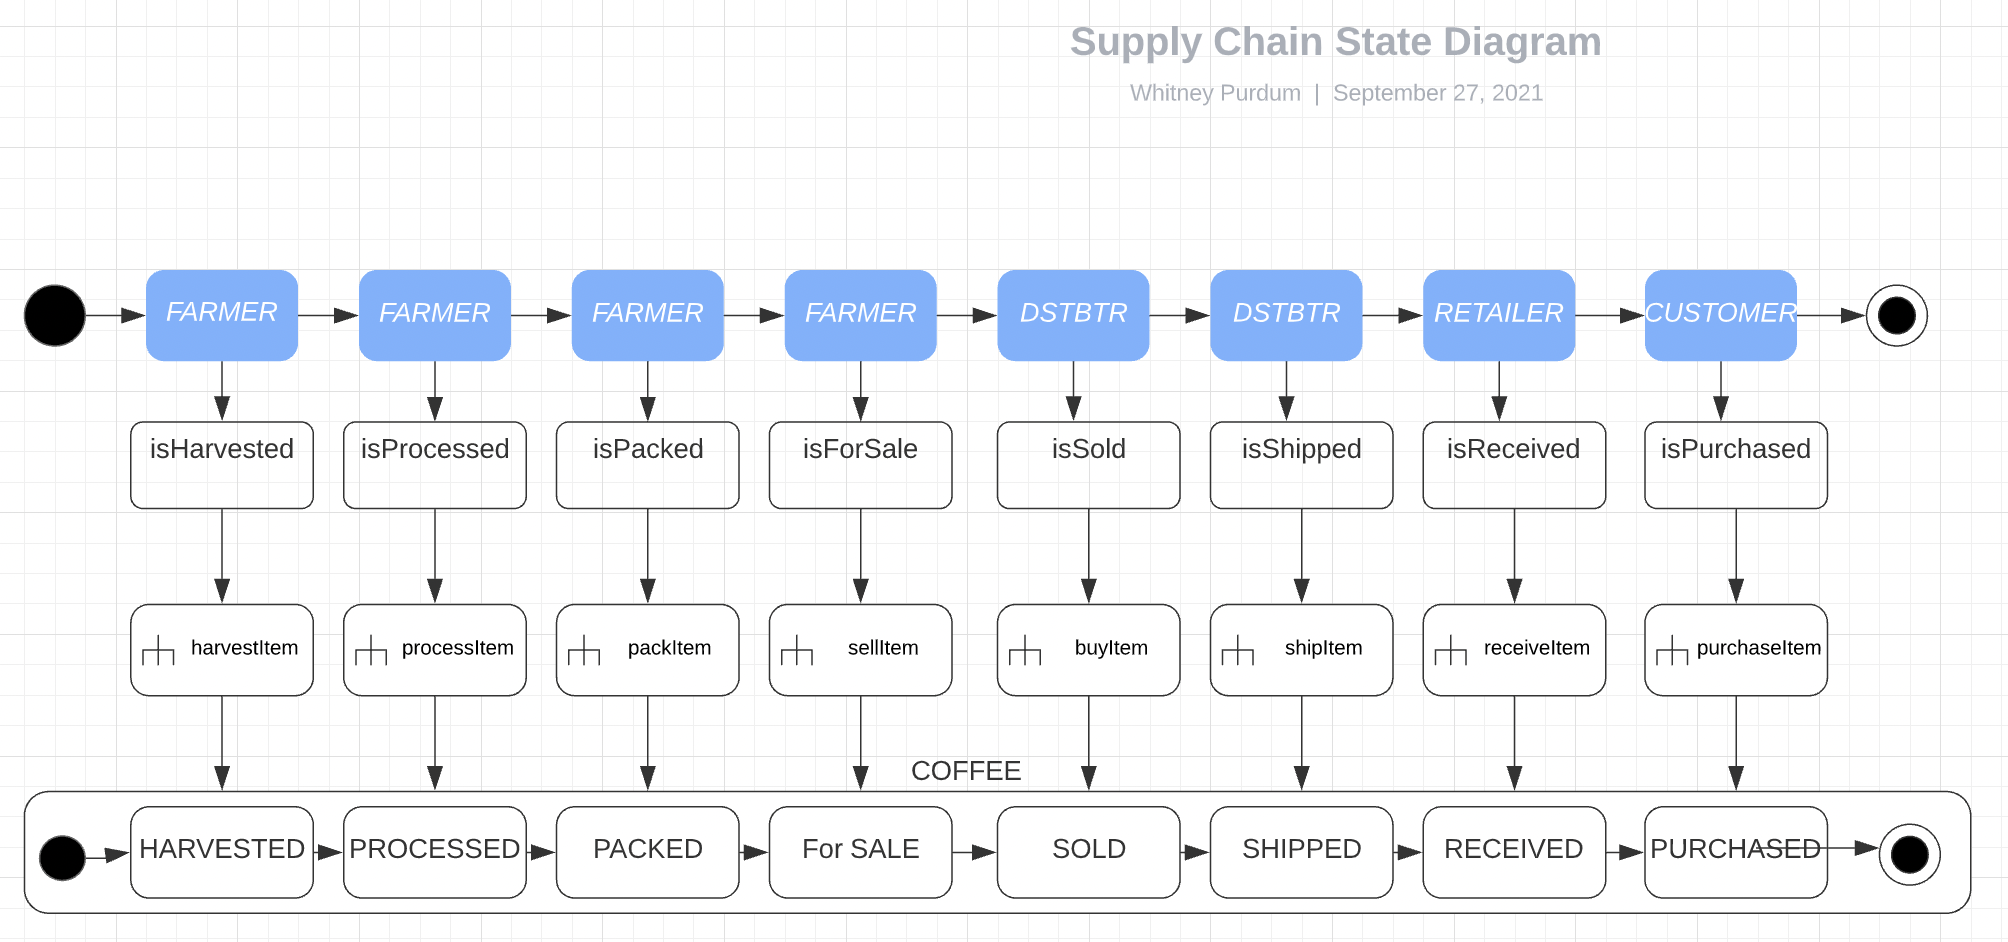 Supply Chain State Diagram
Whitney Purdum | September 27, 2021
FARMER FARMER FARMER FARMER DSTBTR DSTBTR RETAILER CUSTOMER
isHarvested isProcessed isPacked isForSale isSold isShipped isReceived isPurchased
harvestItem processItem packItem sellItem buyItem shipItem receiveItem purchaseItem
COFFEE
HARVESTED PROCESSED PACKED For SALE SOLD SHIPPED RECEIVED PURCHASED